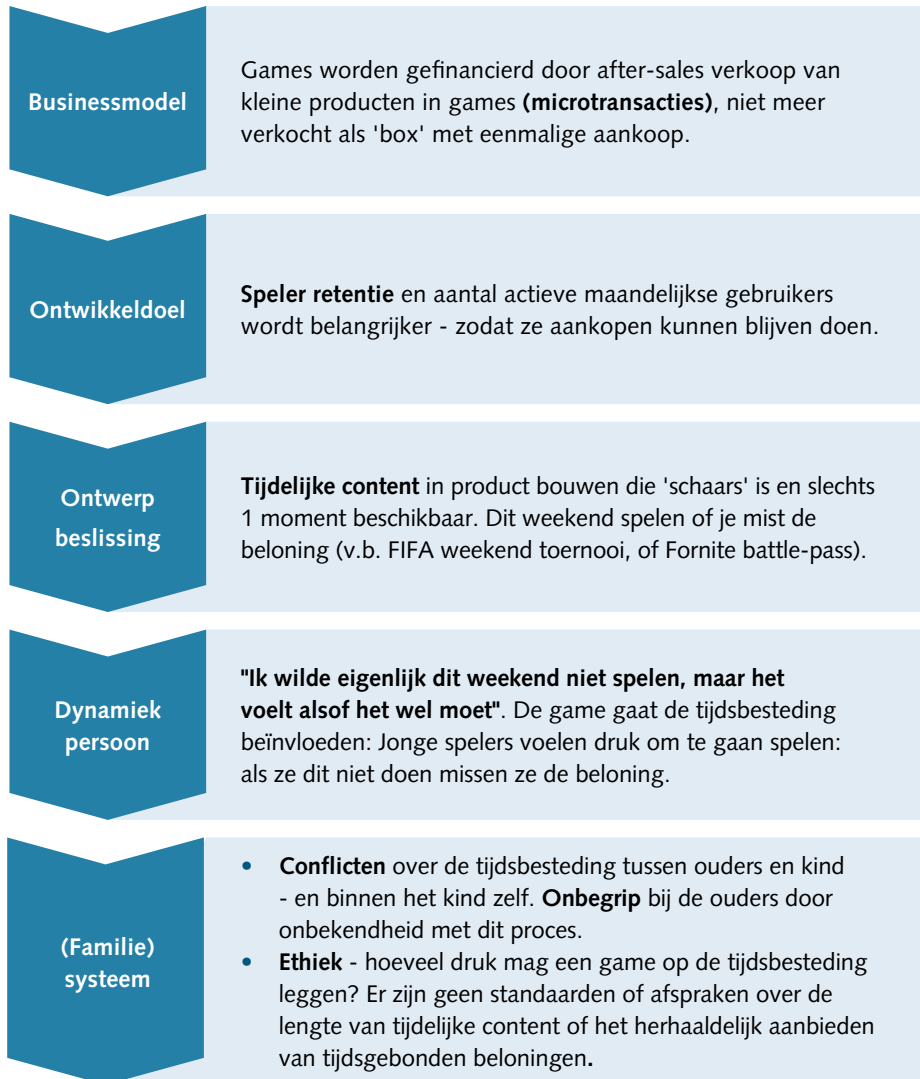 Businessmodel
Games worden gefinancierd door after-sales verkoop van
kleine producten in games (microtransacties), niet meer
verkocht als 'box' met eenmalige aankoop.
Ontwikkeldoel
Speler retentie en aantal actieve maandelijkse gebruikers
wordt belangrijker - zodat ze aankopen kunnen blijven doen.
Ontwerp
beslissing
Tijdelijke content in product bouwen die 'schaars' is en slechts
1 moment beschikbaar. Dit weekend spelen of je mist de
beloning (v.b. FIFA weekend toernooi, of Fornite battle-pass).
Dynamiek
persoon
"Ik wilde eigenlijk dit weekend niet spelen, maar het
voelt alsof het wel moet". De game gaat de tijdsbesteding
beïnvloeden: Jonge spelers voelen druk om te gaan spelen:
als ze dit niet doen missen ze de beloning.
(Familie)
systeem
• Conflicten over de tijdsbesteding tussen ouders en kind
- en binnen het kind zelf. Onbegrip bij de ouders door
onbekendheid met dit proces.
• Ethiek - hoeveel druk mag een game op de tijdsbesteding
leggen? Er zijn geen standaarden of afspraken over de
lengte van tijdelijke content of het herhaaldelijk aanbieden
van tijdsgebonden beloningen.